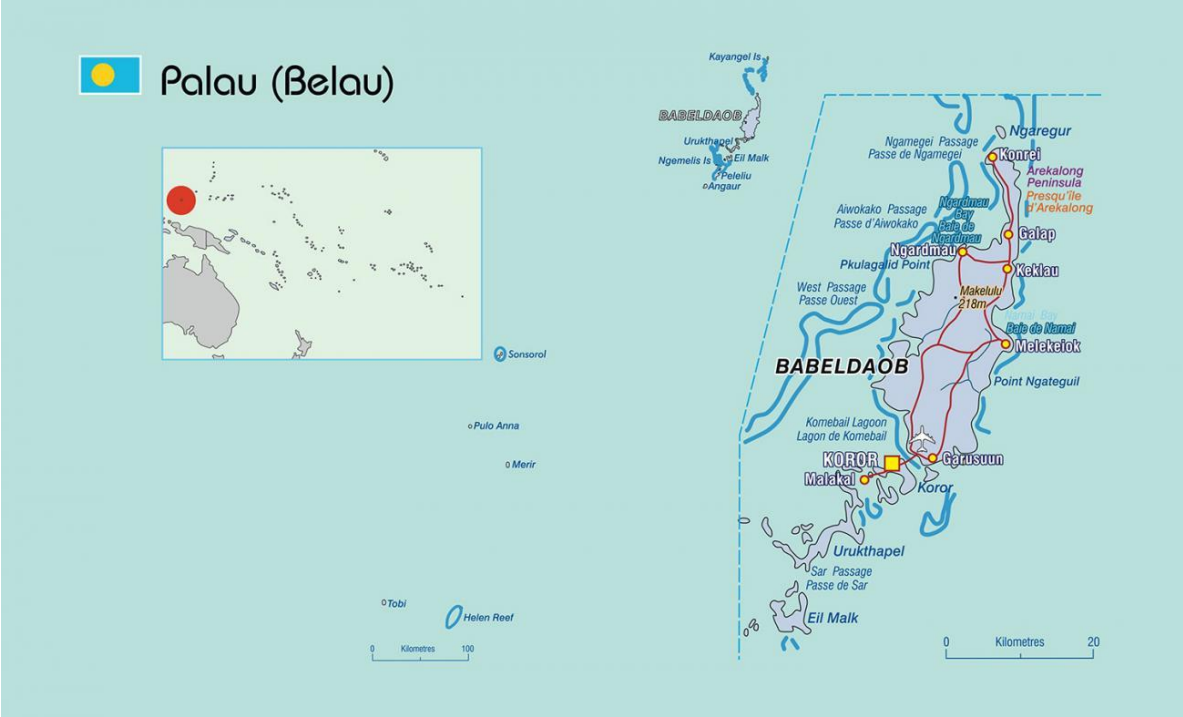 Palau (Belau)
Kayangel Is
BABELDAOB
Urukthapel
Ngemelis Is
Eil Malk
Peleliu
Angaur
Sonsorol
Pulo Anna
Merir
Tobi
Helen Reef
0 Kilometres 100
Ngaregur
Ngamegei Passage
Passe de Ngamegei
Konrei
Arekalong
Peninsula
Presqu'île
d'Arekalong
Aiwokako Passage
Passe d'Aiwokako
Ngardmau
Bay
Baie de
Ngardmau
Galap
Ngardmau
Pkulagalid Point
Keklau
West Passage
Passe Ouest
Makelulu
218m
Namai Bay
Baie de Namai
Melekeiok
BABELDAOB
Point Ngateguil
Komebail Lagoon
Lagon de Komebail
KOROR
Garusuun
Malakal
Koror
Urukthapel
Sar Passage
Passe de Sar
Eil Malk
0 Kilometres 20